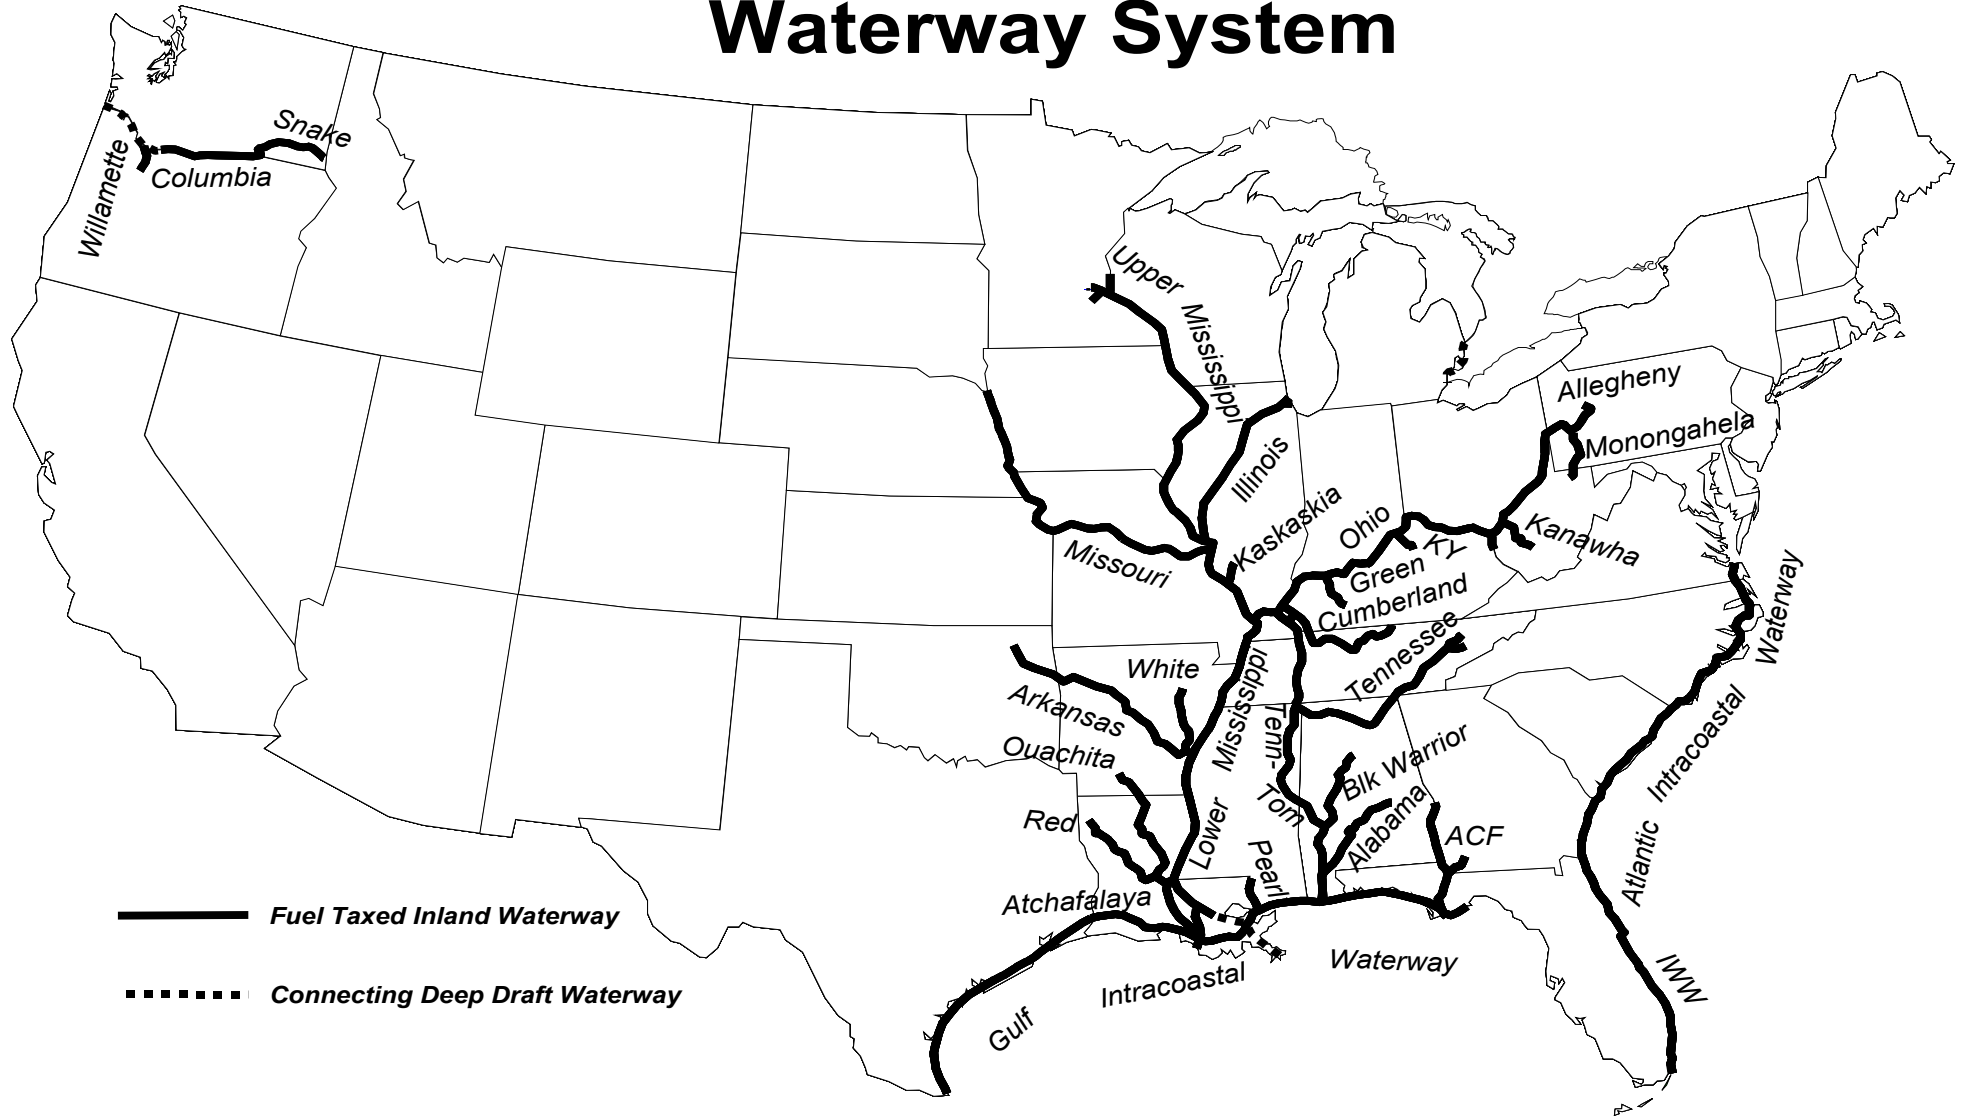 Waterway System
Snake
Willamette
Columbia
Upper
Mississippi
Allegheny
Monongahela
Illinois
Kaskaskia
Ohio
KY
Kanawha
Missouri
Green
Cumberland
Tennessee
Waterway
White
Arkansas
Mississippi
Tenn-
Tom
Ouachita
Blk Warrior
Intracoastal
Red
Lower
Alabama
ACF
Pearl
Atlantic
Atchafalaya
Fuel Taxed Inland Waterway
Connecting Deep Draft Waterway
Gulf
Intracoastal
Waterway
IWW